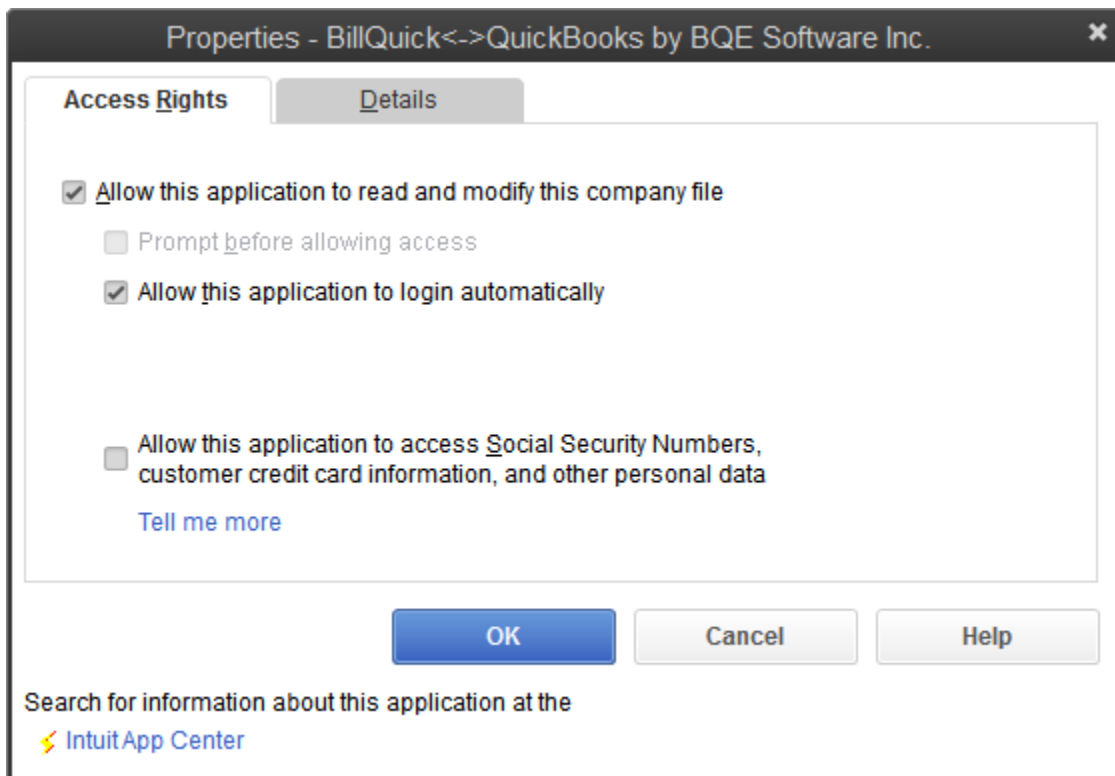 Properties - BillQuick<->QuickBooks by BQE Software Inc.
Access Rights
Details
Allow this application to read and modify this company file
Prompt before allowing access
Allow this application to login automatically
Allow this application to access Social Security Numbers,
customer credit card information, and other personal data
Tell me more
OK
Cancel
Help
Search for information about this application at the
Intuit App Center